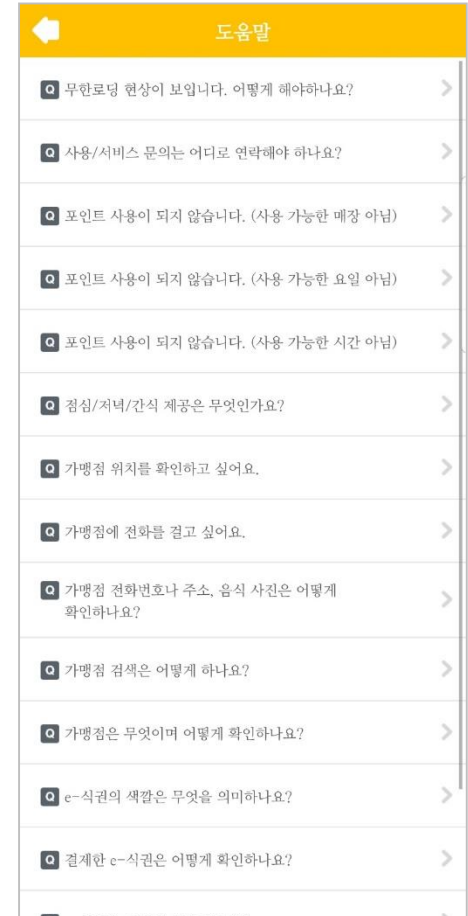 도움말
Q 무한로딩 현상이 보입니다. 어떻게 해야하나요?
Q 사용/서비스 문의는 어디로 연락해야 하나요?
Q 포인트 사용이 되지 않습니다. (사용 가능한 매장 아님)
Q 포인트 사용이 되지 않습니다. (사용 가능한 요일 아님)
Q 포인트 사용이 되지 않습니다. (사용 가능한 시간 아님)
Q 점심/저녁/간식 제공은 무엇인가요?
Q 가맹점 위치를 확인하고 싶어요.
Q 가맹점에 전화를 걸고 싶어요.
Q 가맹점 전화번호나 주소, 음식 사진은 어떻게
확인하나요?
Q 가맹점 검색은 어떻게 하나요?
Q 가맹점은 무엇이며 어떻게 확인하나요?
Q e-식권의 색깔은 무엇을 의미하나요?
Q 결제한 e-식권은 어떻게 확인하나요?